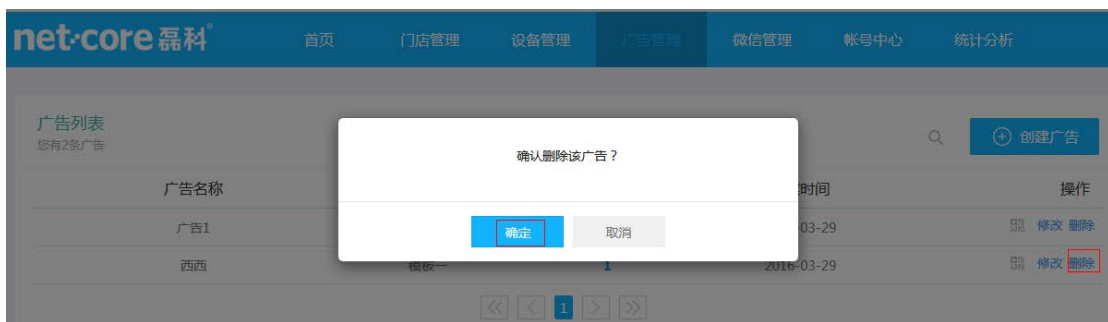 net·core磊科® 首页 门店管理 设备管理 广告管理 微信管理 帐号中心 统计分析
广告列表
您有2条广告
创建广告
确认删除该广告？
广告名称 时间 操作
广告1 03-29 修改 删除
确定 取消
西西 模板一 1 2016-03-29 修改 删除
1